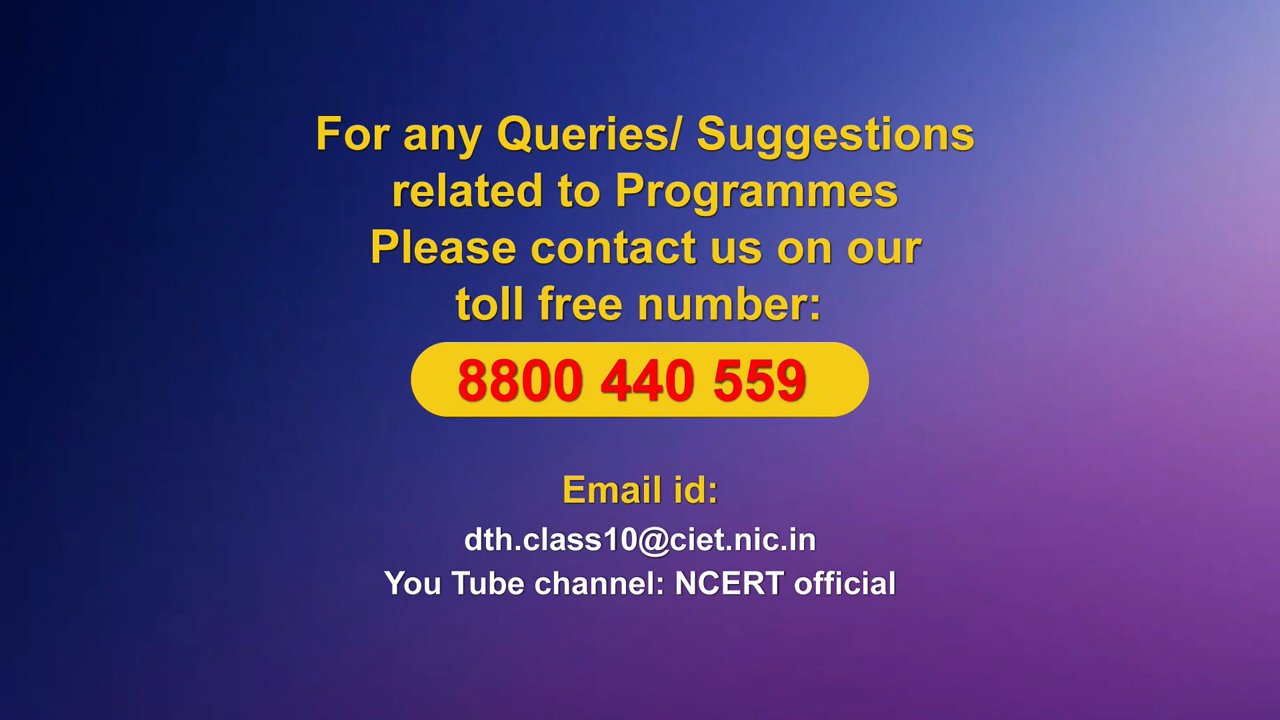 For any Queries/ Suggestions
related to Programmes
Please contact us on our
toll free number:
8800 440 559
Email id:
dth.class10@ciet.nic.in
You Tube channel: NCERT official